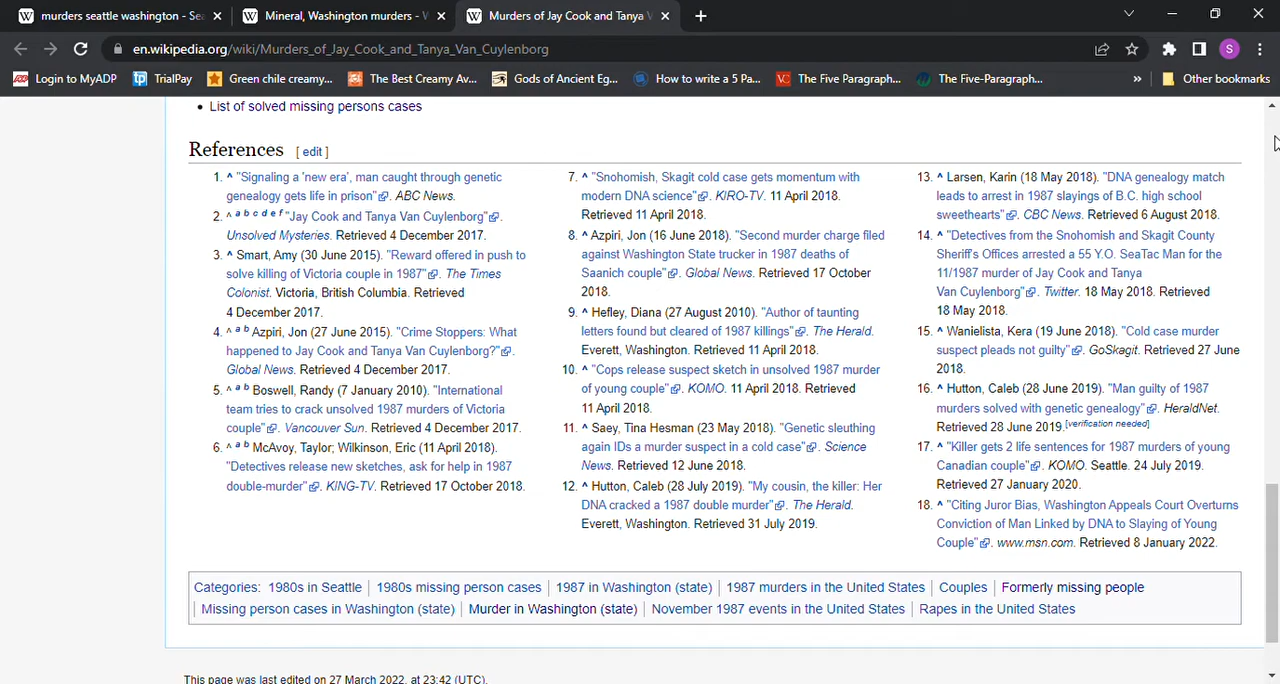 murders seattle washington - Sea
Mineral, Washington murders - W
Murders of Jay Cook and Tanya V
en.wikipedia.org/wiki/Murders_of_Jay_Cook_and_Tanya_Van_Cuylenborg
S
ADP Login to MyADP
tp TrialPay
Green chile creamy...
The Best Creamy Av...
Gods of Ancient Eg...
How to write a 5 Pa...
VC The Five Paragraph...
The Five-Paragraph...
»
Other bookmarks
• List of solved missing persons cases
References [ edit ]
1. ^ "Signaling a 'new era', man caught through genetic
genealogy gets life in prison". ABC News.
2. ^ a b c d e f "Jay Cook and Tanya Van Cuylenborg".
Unsolved Mysteries. Retrieved 4 December 2017.
3. ^ Smart, Amy (30 June 2015). "Reward offered in push to
solve killing of Victoria couple in 1987". The Times
Colonist. Victoria, British Columbia. Retrieved
4 December 2017.
4. ^ a b Azpiri, Jon (27 June 2015). "Crime Stoppers: What
happened to Jay Cook and Tanya Van Cuylenborg?".
Global News. Retrieved 4 December 2017.
5. ^ a b Boswell, Randy (7 January 2010). "International
team tries to crack unsolved 1987 murders of Victoria
couple". Vancouver Sun. Retrieved 4 December 2017.
6. ^ a b McAvoy, Taylor; Wilkinson, Eric (11 April 2018).
"Detectives release new sketches, ask for help in 1987
double-murder". KING-TV. Retrieved 17 October 2018.
7. ^ "Snohomish, Skagit cold case gets momentum with
modern DNA science". KIRO-TV. 11 April 2018.
Retrieved 11 April 2018.
8. ^ Azpiri, Jon (16 June 2018). "Second murder charge filed
against Washington State trucker in 1987 deaths of
Saanich couple". Global News. Retrieved 17 October
2018.
9. ^ Hefley, Diana (27 August 2010). "Author of taunting
letters found but cleared of 1987 killings". The Herald.
Everett, Washington. Retrieved 11 April 2018.
10. ^ "Cops release suspect sketch in unsolved 1987 murder
of young couple". KOMO. 11 April 2018. Retrieved
11 April 2018.
11. ^ Saey, Tina Hesman (23 May 2018). "Genetic sleuthing
again IDs a murder suspect in a cold case". Science
News. Retrieved 12 June 2018.
12. ^ Hutton, Caleb (28 July 2019). "My cousin, the killer: Her
DNA cracked a 1987 double murder". The Herald.
Everett, Washington. Retrieved 31 July 2019.
13. ^ Larsen, Karin (18 May 2018). "DNA genealogy match
leads to arrest in 1987 slayings of B.C. high school
sweethearts". CBC News. Retrieved 6 August 2018.
14. ^ "Detectives from the Snohomish and Skagit County
Sheriff's Offices arrested a 55 Y.O. SeaTac Man for the
11/1987 murder of Jay Cook and Tanya
Van Cuylenborg". Twitter. 18 May 2018. Retrieved
18 May 2018.
15. ^ Wanielista, Kera (19 June 2018). "Cold case murder
suspect pleads not guilty". GoSkagit. Retrieved 27 June
2018.
16. ^ Hutton, Caleb (28 June 2019). "Man guilty of 1987
murders solved with genetic genealogy". HeraldNet.
Retrieved 28 June 2019.[verification needed]
17. ^ "Killer gets 2 life sentences for 1987 murders of young
Canadian couple". KOMO. Seattle. 24 July 2019.
Retrieved 27 January 2020.
18. ^ "Citing Juror Bias, Washington Appeals Court Overturns
Conviction of Man Linked by DNA to Slaying of Young
Couple". www.msn.com. Retrieved 8 January 2022.
Categories: 1980s in Seattle | 1980s missing person cases | 1987 in Washington (state) | 1987 murders in the United States | Couples | Formerly missing people
| Missing person cases in Washington (state) | Murder in Washington (state) | November 1987 events in the United States | Rapes in the United States
This page was last edited on 27 March 2022, at 23:42 (UTC).